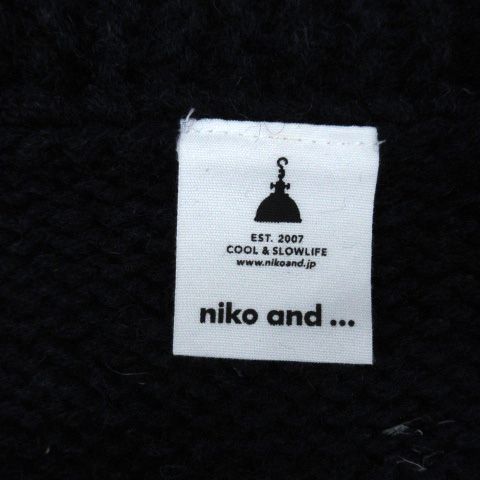 EST. 2007
COOL & SLOWLIFE
www.nikoand.jp
niko and ...